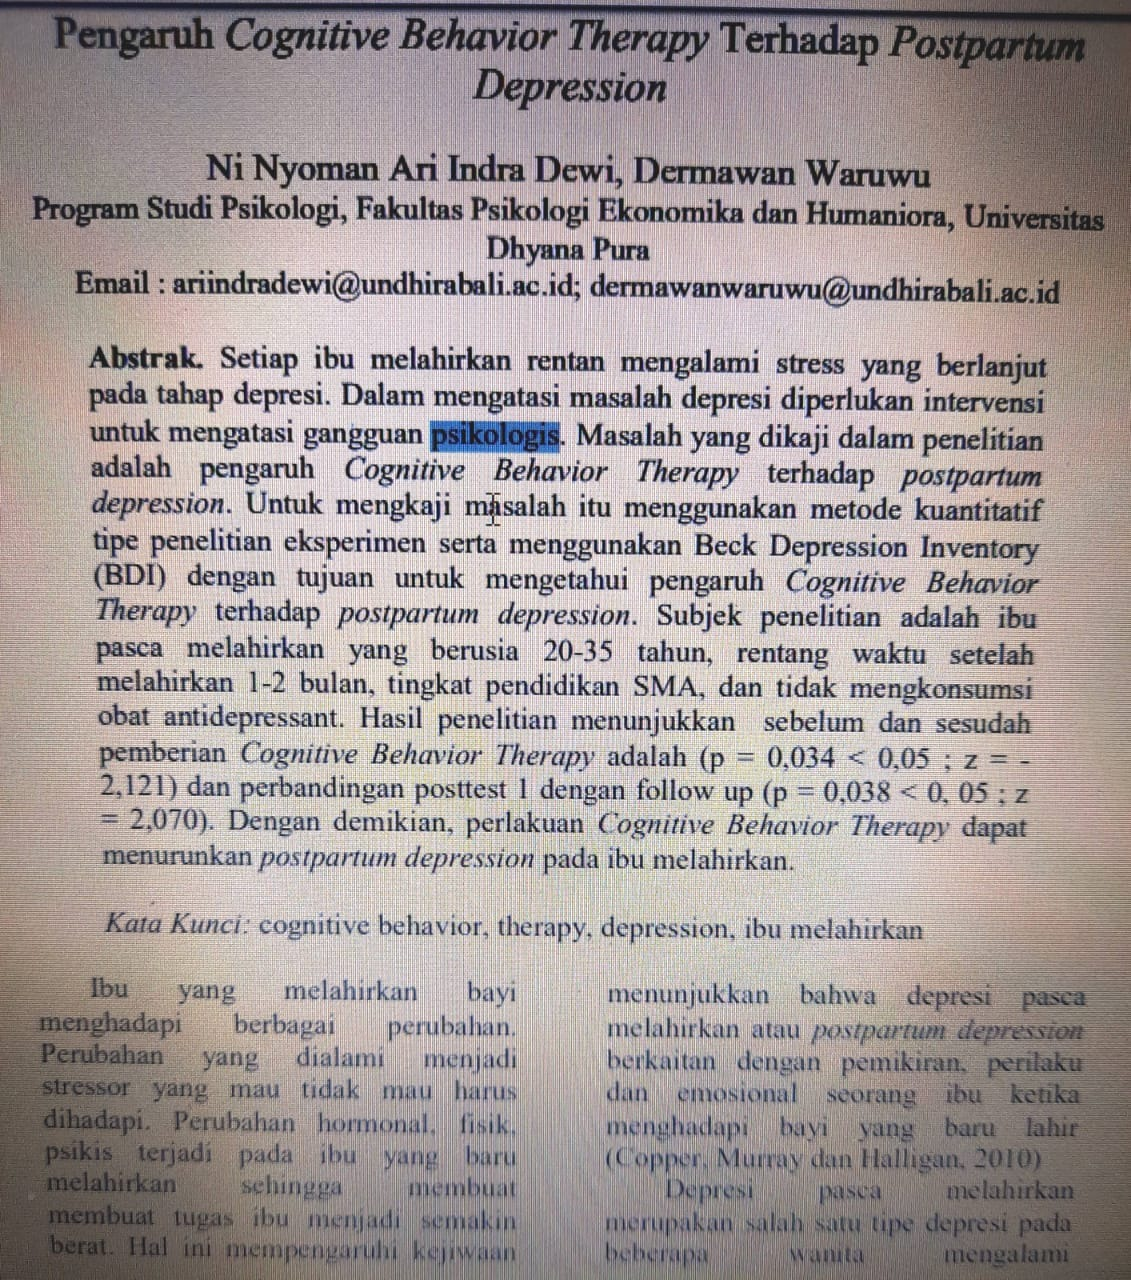 Pengaruh Cognitive Behavior Therapy Terhadap Postpartum
Depression
Ni Nyoman Ari Indra Dewi, Dermawan Waruwu
Program Studi Psikologi, Fakultas Psikologi Ekonomika dan Humaniora, Universitas
Dhyana Pura
Email : ariindradewi@undhirabali.ac.id; dermawanwaruwu@undhirabali.ac.id
Abstrak. Setiap ibu melahirkan rentan mengalami stress yang berlanjut
pada tahap depresi. Dalam mengatasi masalah depresi diperlukan intervensi
untuk mengatasi gangguan psikologis. Masalah yang dikaji dalam penelitian
adalah pengaruh Cognitive Behavior Therapy terhadap postpartum
depression. Untuk mengkaji masalah itu menggunakan metode kuantitatif
tipe penelitian eksperimen serta menggunakan Beck Depression Inventory
(BDI) dengan tujuan untuk mengetahui pengaruh Cognitive Behavior
Therapy terhadap postpartum depression. Subjek penelitian adalah ibu
pasca melahirkan yang berusia 20-35 tahun, rentang waktu setelah
melahirkan 1-2 bulan, tingkat pendidikan SMA, dan tidak mengkonsumsi
obat antidepressant. Hasil penelitian menunjukkan sebelum dan sesudah
pemberian Cognitive Behavior Therapy adalah (p = 0,034 < 0,05 ; z = -
2,121) dan perbandingan posttest 1 dengan follow up (p = 0,038 < 0, 05 ; z
= 2,070). Dengan demikian, perlakuan Cognitive Behavior Therapy dapat
menurunkan postpartum depression pada ibu melahirkan.
Kata Kunci: cognitive behavior, therapy, depression, ibu melahirkan
Ibu yang melahirkan bayi
menghadapi berbagai perubahan.
Perubahan yang dialami menjadi
stressor yang mau tidak mau harus
dihadapi. Perubahan hormonal, fisik,
psikis terjadi pada ibu yang baru
melahirkan sehingga membuat
membuat tugas ibu menjadi semakin
berat. Hal ini mempengaruhi kejiwaan
menunjukkan bahwa depresi pasca
melahirkan atau postpartum depression
berkaitan dengan pemikiran, perilaku
dan emosional seorang ibu ketika
menghadapi bayi yang baru lahir
(Copper, Murray dan Halligan, 2010)
Depresi pasca melahirkan
merupakan salah satu tipe depresi pada
beberapa wanita mengalami